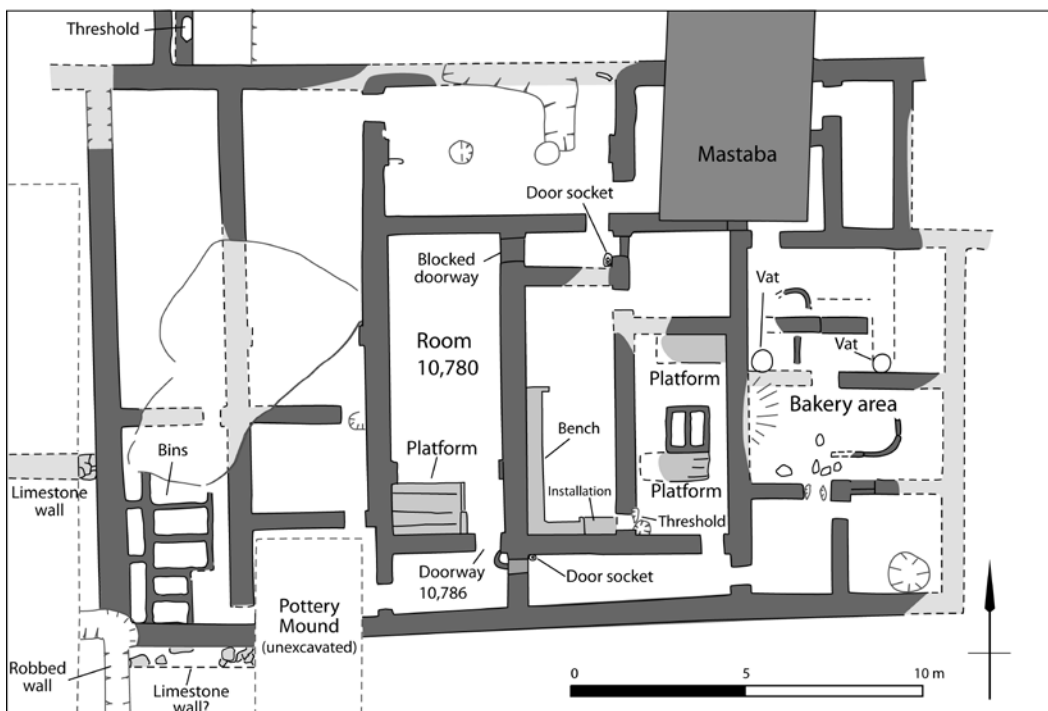 Threshold
Mastaba
Door socket
Blocked
doorway
Vat
Room
10,780
Vat
Platform
Bakery area
Platform
Bench
Bins
Limestone
wall
Installation
Platform
Threshold
Doorway
10,786
Door socket
Pottery
Mound
(unexcavated)
Robbed
wall
Limestone
wall?
0
5
10 m